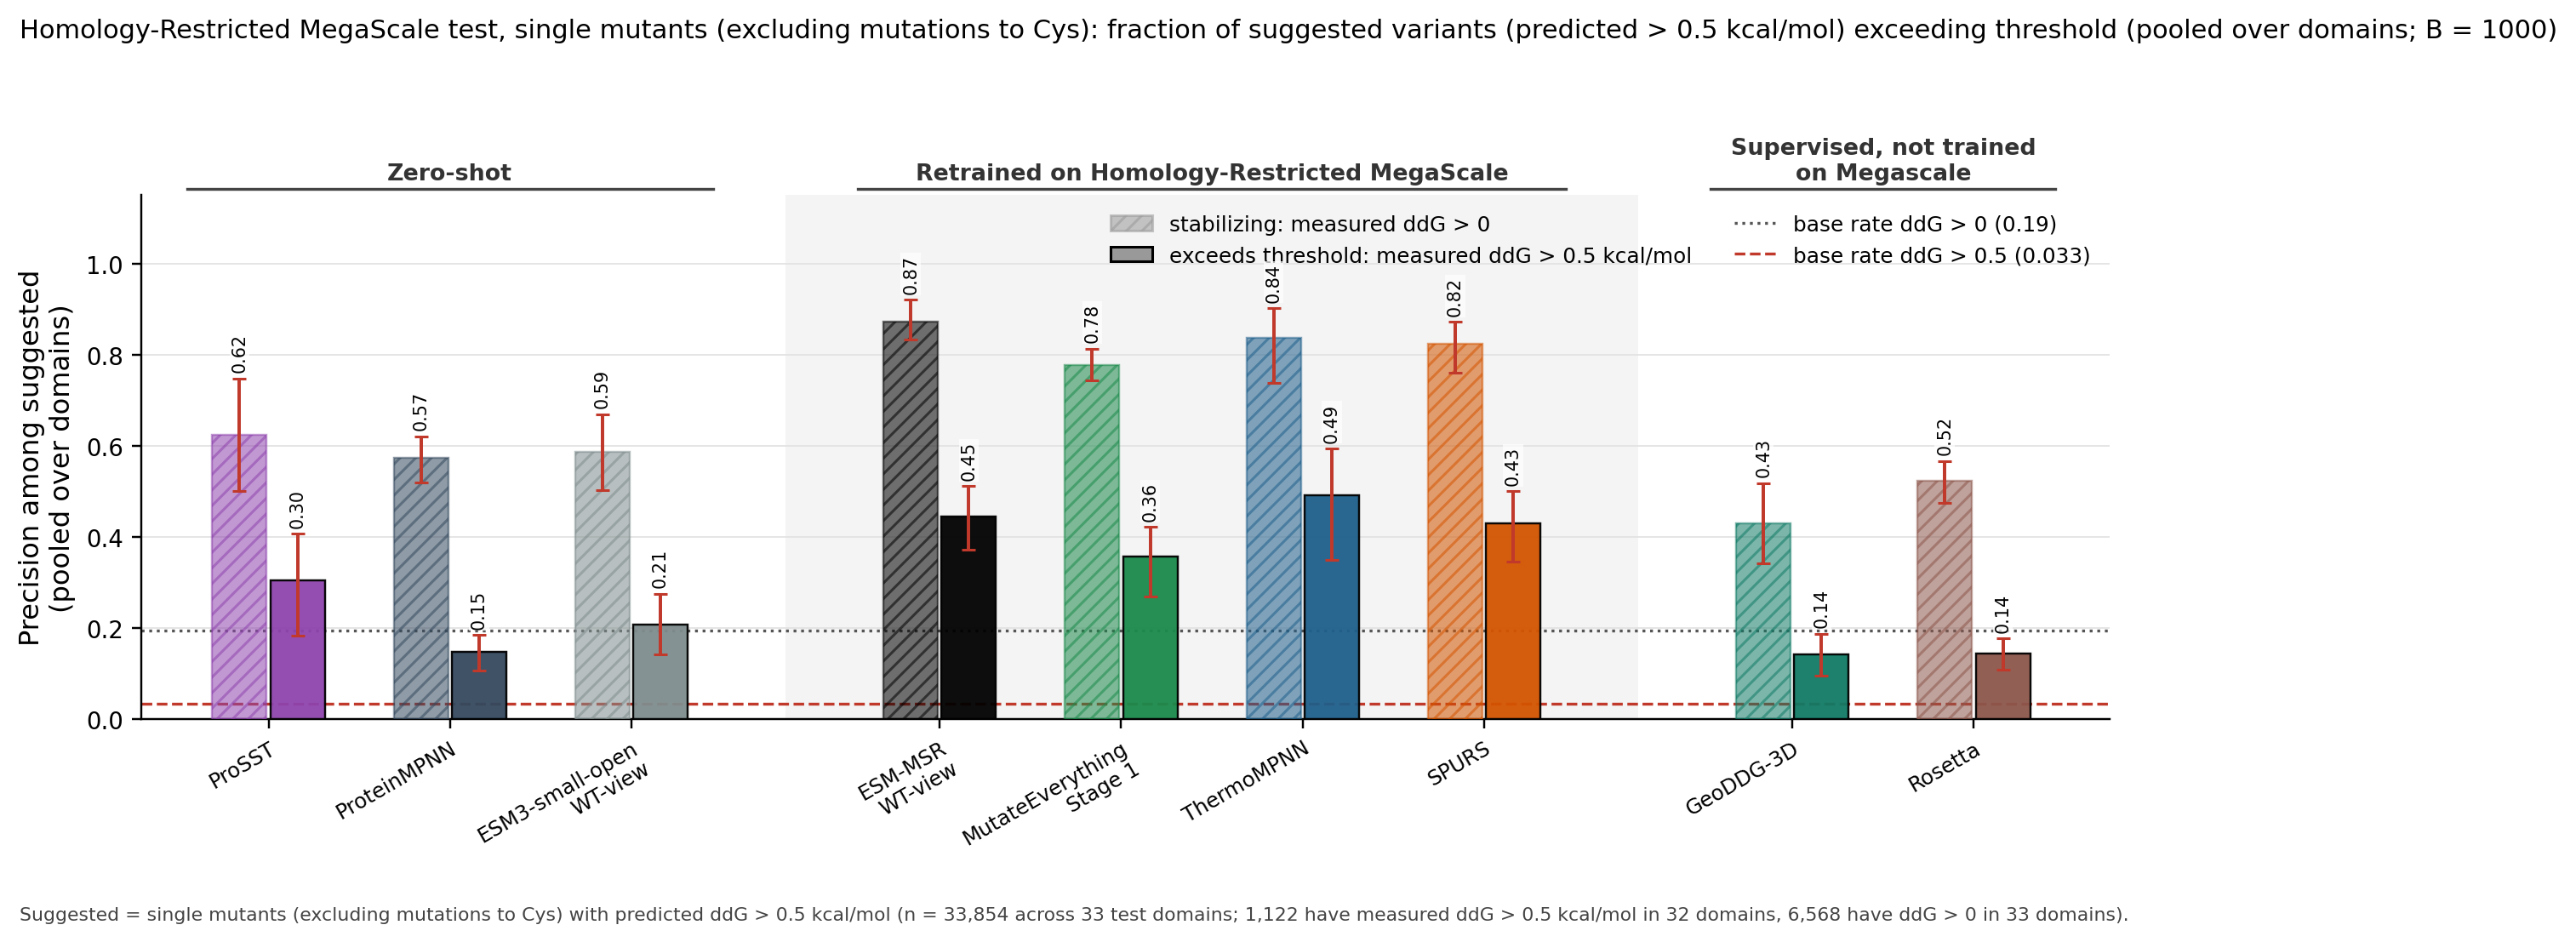 Homology-Restricted MegaScale test, single mutants (excluding mutations to Cys): fraction of suggested variants (predicted > 0.5 kcal/mol) exceeding threshold (pooled over domains; B = 1000)
Zero-shot
Retrained on Homology-Restricted MegaScale
Supervised, not trained
on Megascale
stabilizing: measured ddG > 0
exceeds threshold: measured ddG > 0.5 kcal/mol
base rate ddG > 0 (0.19)
base rate ddG > 0.5 (0.033)
Precision among suggested
(pooled over domains)
1.0
0.8
0.6
0.4
0.2
0.0
0.62
0.30
0.57
0.15
0.59
0.21
0.87
0.45
0.78
0.36
0.84
0.49
0.82
0.43
0.43
0.14
0.52
0.14
ProSST
ProteinMPNN
ESM3-small-open
WT-view
ESM-MSR
WT-view
MutateEverything
Stage 1
ThermoMPNN
SPURS
GeoDDG-3D
Rosetta
Suggested = single mutants (excluding mutations to Cys) with predicted ddG > 0.5 kcal/mol (n = 33,854 across 33 test domains; 1,122 have measured ddG > 0.5 kcal/mol in 32 domains, 6,568 have ddG > 0 in 33 domains).